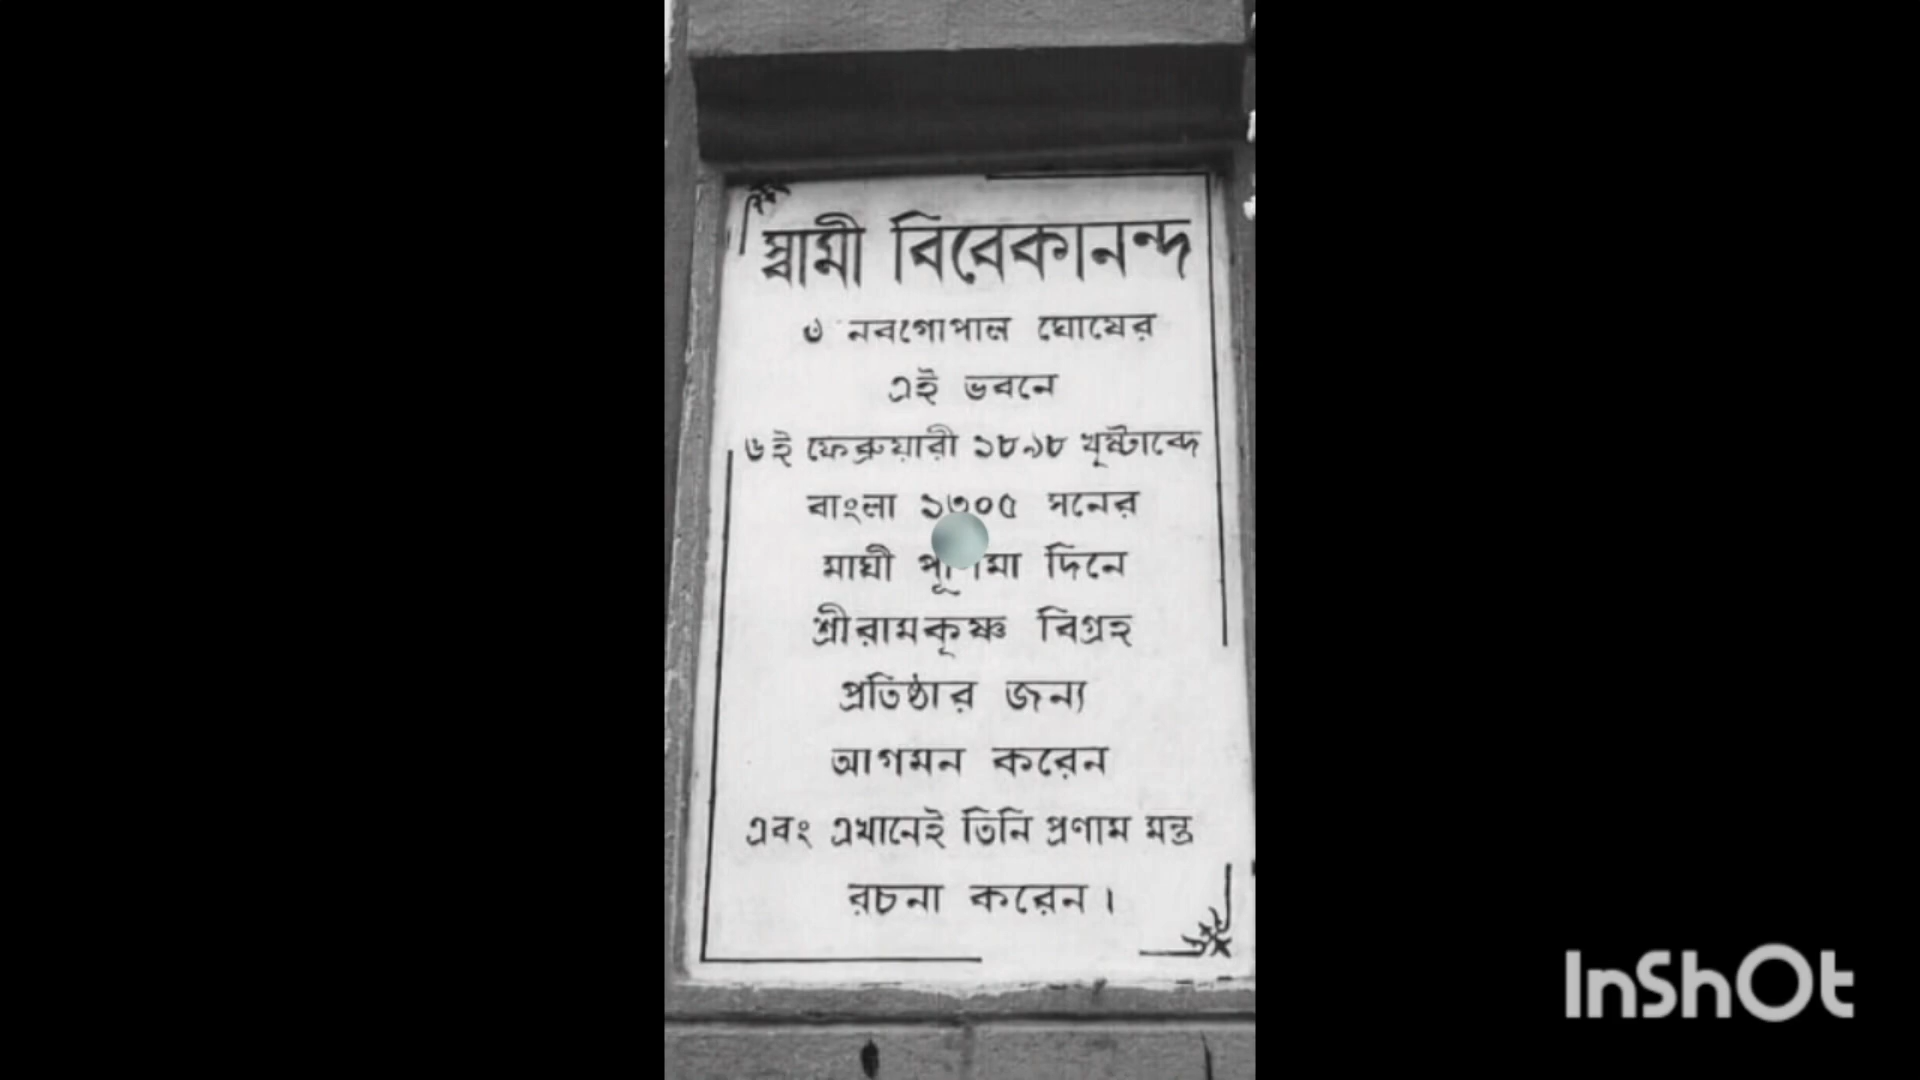 স্বামী বিবেকানন্দ
৺ নবগোপাল ঘোষের
এই ভবনে
৬ই ফেব্রুয়ারী ১৮৯৮ খৃষ্টাব্দে
বাংলা ১৩০৫ সনের
মাঘী দিনে
শ্রীরামকৃষ্ণ বিগ্রহ
প্রতিষ্ঠার জন্য
আগমন করেন
এবং এখানেই তিনি প্রণাম মন্ত্র
রচনা করেন।
InShOt